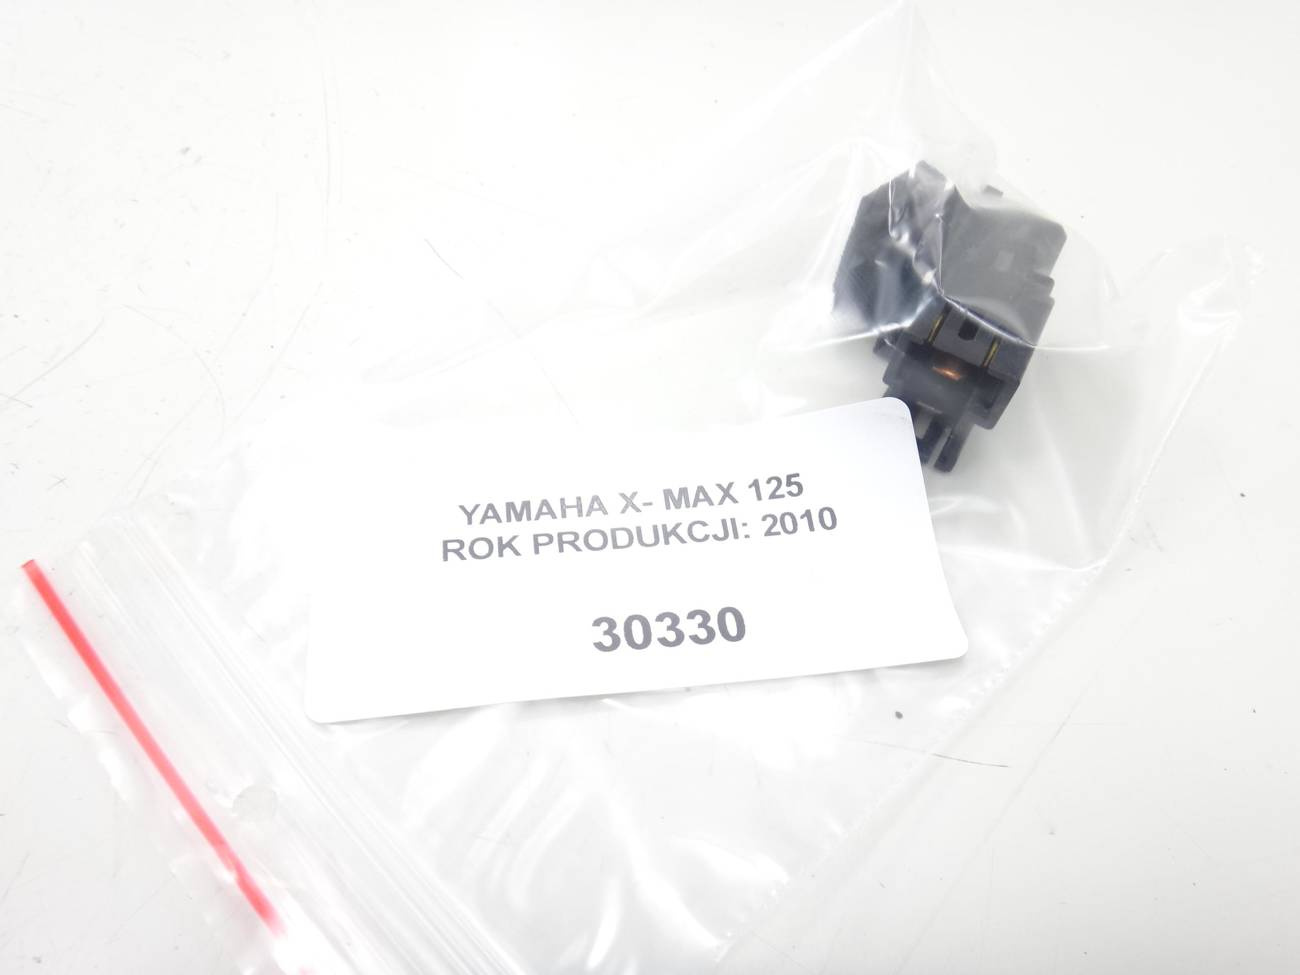 YAMAHA X- MAX 125
ROK PRODUKCJI: 2010
30330